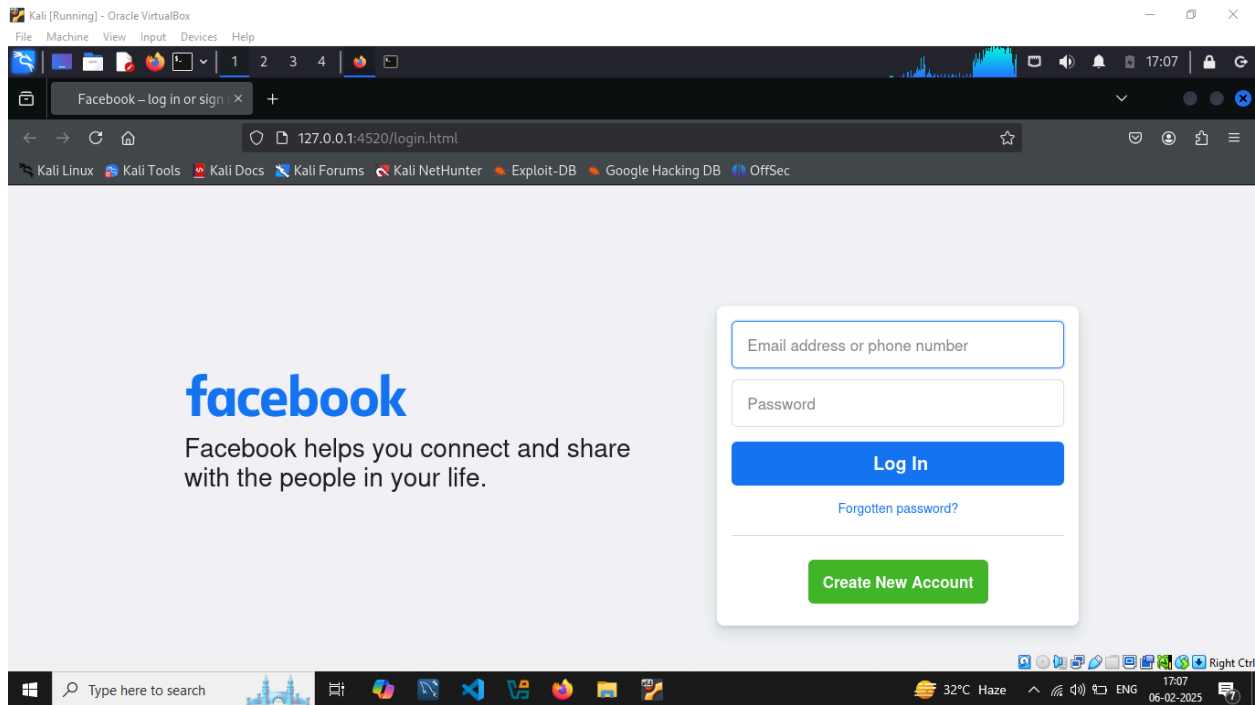 Kali [Running] - Oracle VirtualBox
File Machine View Input Devices Help
1 2 3 4 17:07
Facebook – log in or sign
127.0.0.1:4520/login.html
Kali Linux Kali Tools Kali Docs Kali Forums Kali NetHunter Exploit-DB Google Hacking DB OffSec
Email address or phone number
facebook
Password
Facebook helps you connect and share
with the people in your life.
Log In
Forgotten password?
Create New Account
Right Ctrl
Type here to search
32°C Haze
ENG
17:07
06-02-2025
7